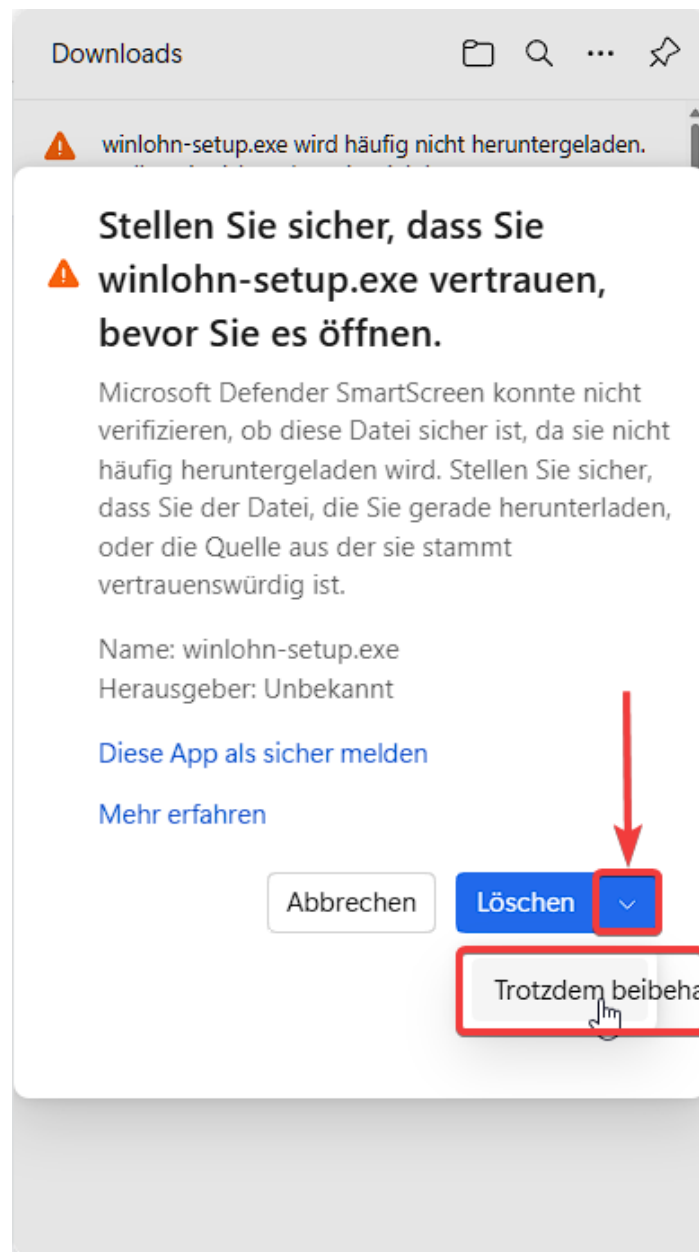 Downloads
winlohn-setup.exe wird häufig nicht heruntergeladen.
Stellen Sie sicher, dass Sie
winlohn-setup.exe vertrauen,
bevor Sie es öffnen.
Microsoft Defender SmartScreen konnte nicht
verifizieren, ob diese Datei sicher ist, da sie nicht
häufig heruntergeladen wird. Stellen Sie sicher,
dass Sie der Datei, die Sie gerade herunterladen,
oder die Quelle aus der sie stammt
vertrauenswürdig ist.
Name: winlohn-setup.exe
Herausgeber: Unbekannt
Diese App als sicher melden
Mehr erfahren
Abbrechen
Löschen
Trotzdem beibeha